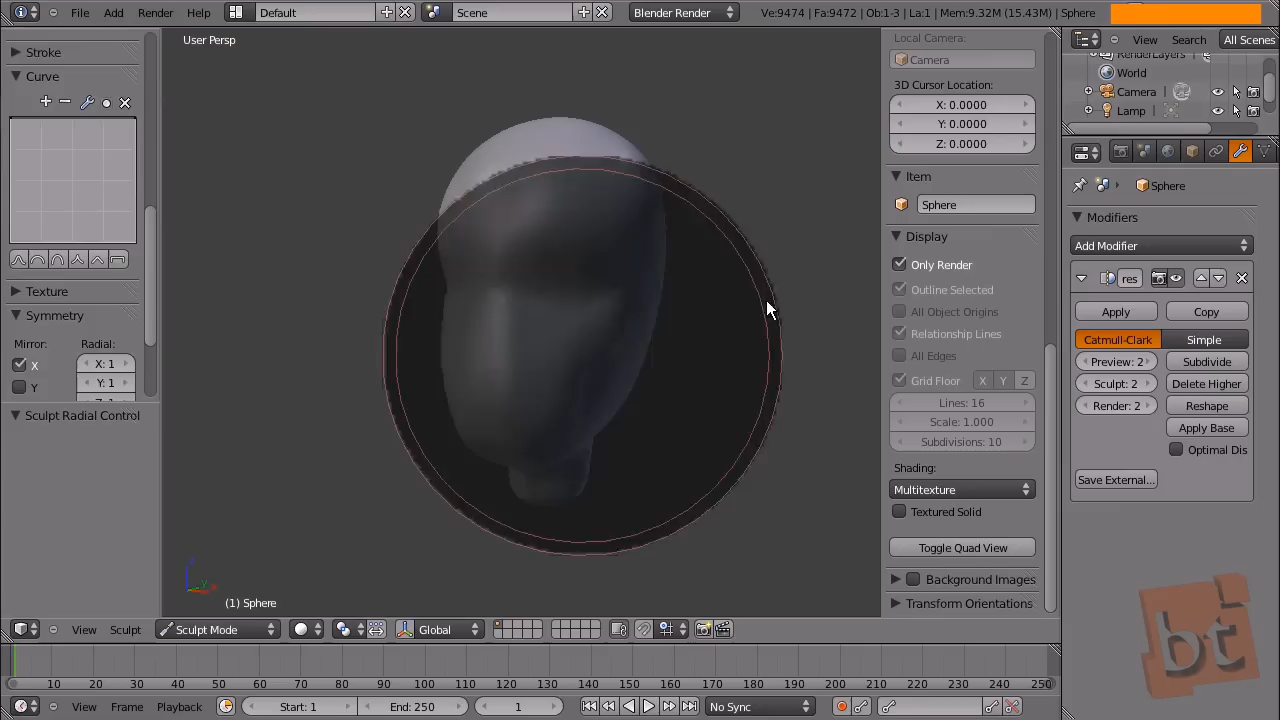 File Add Render Help Default Scene Blender Render Ve:9474 | Fa:9472 | Ob:1-3 | La:1 | Mem:9.32M (15.43M) | Sphere
User Persp
View Search All Scenes
RenderLayers
World
Camera
Lamp
Stroke
Curve
Texture
Symmetry
Mirror: Radial:
X X: 1
Y Y: 1
Sculpt Radial Control
(1) Sphere
Local Camera:
Camera
3D Cursor Location:
X: 0.0000
Y: 0.0000
Z: 0.0000
Item
Sphere
Display
Only Render
Outline Selected
All Object Origins
Relationship Lines
All Edges
Grid Floor X Y Z
Lines: 16
Scale: 1.000
Subdivisions: 10
Shading:
Multitexture
Textured Solid
Toggle Quad View
Background Images
Transform Orientations
Sphere
Modifiers
Add Modifier
res
Apply Copy
Catmull-Clark Simple
Preview: 2 Subdivide
Sculpt: 2 Delete Higher
Render: 2 Reshape
Apply Base
Optimal Dis
Save External...
View Sculpt Sculpt Mode Global
10 20 30 40 50 60 70 80 90 100 110 120 130 140 150 160 170 180 190 200 210 220 230 240 250
View Frame Playback Start: 1 End: 250 1 No Sync
bt